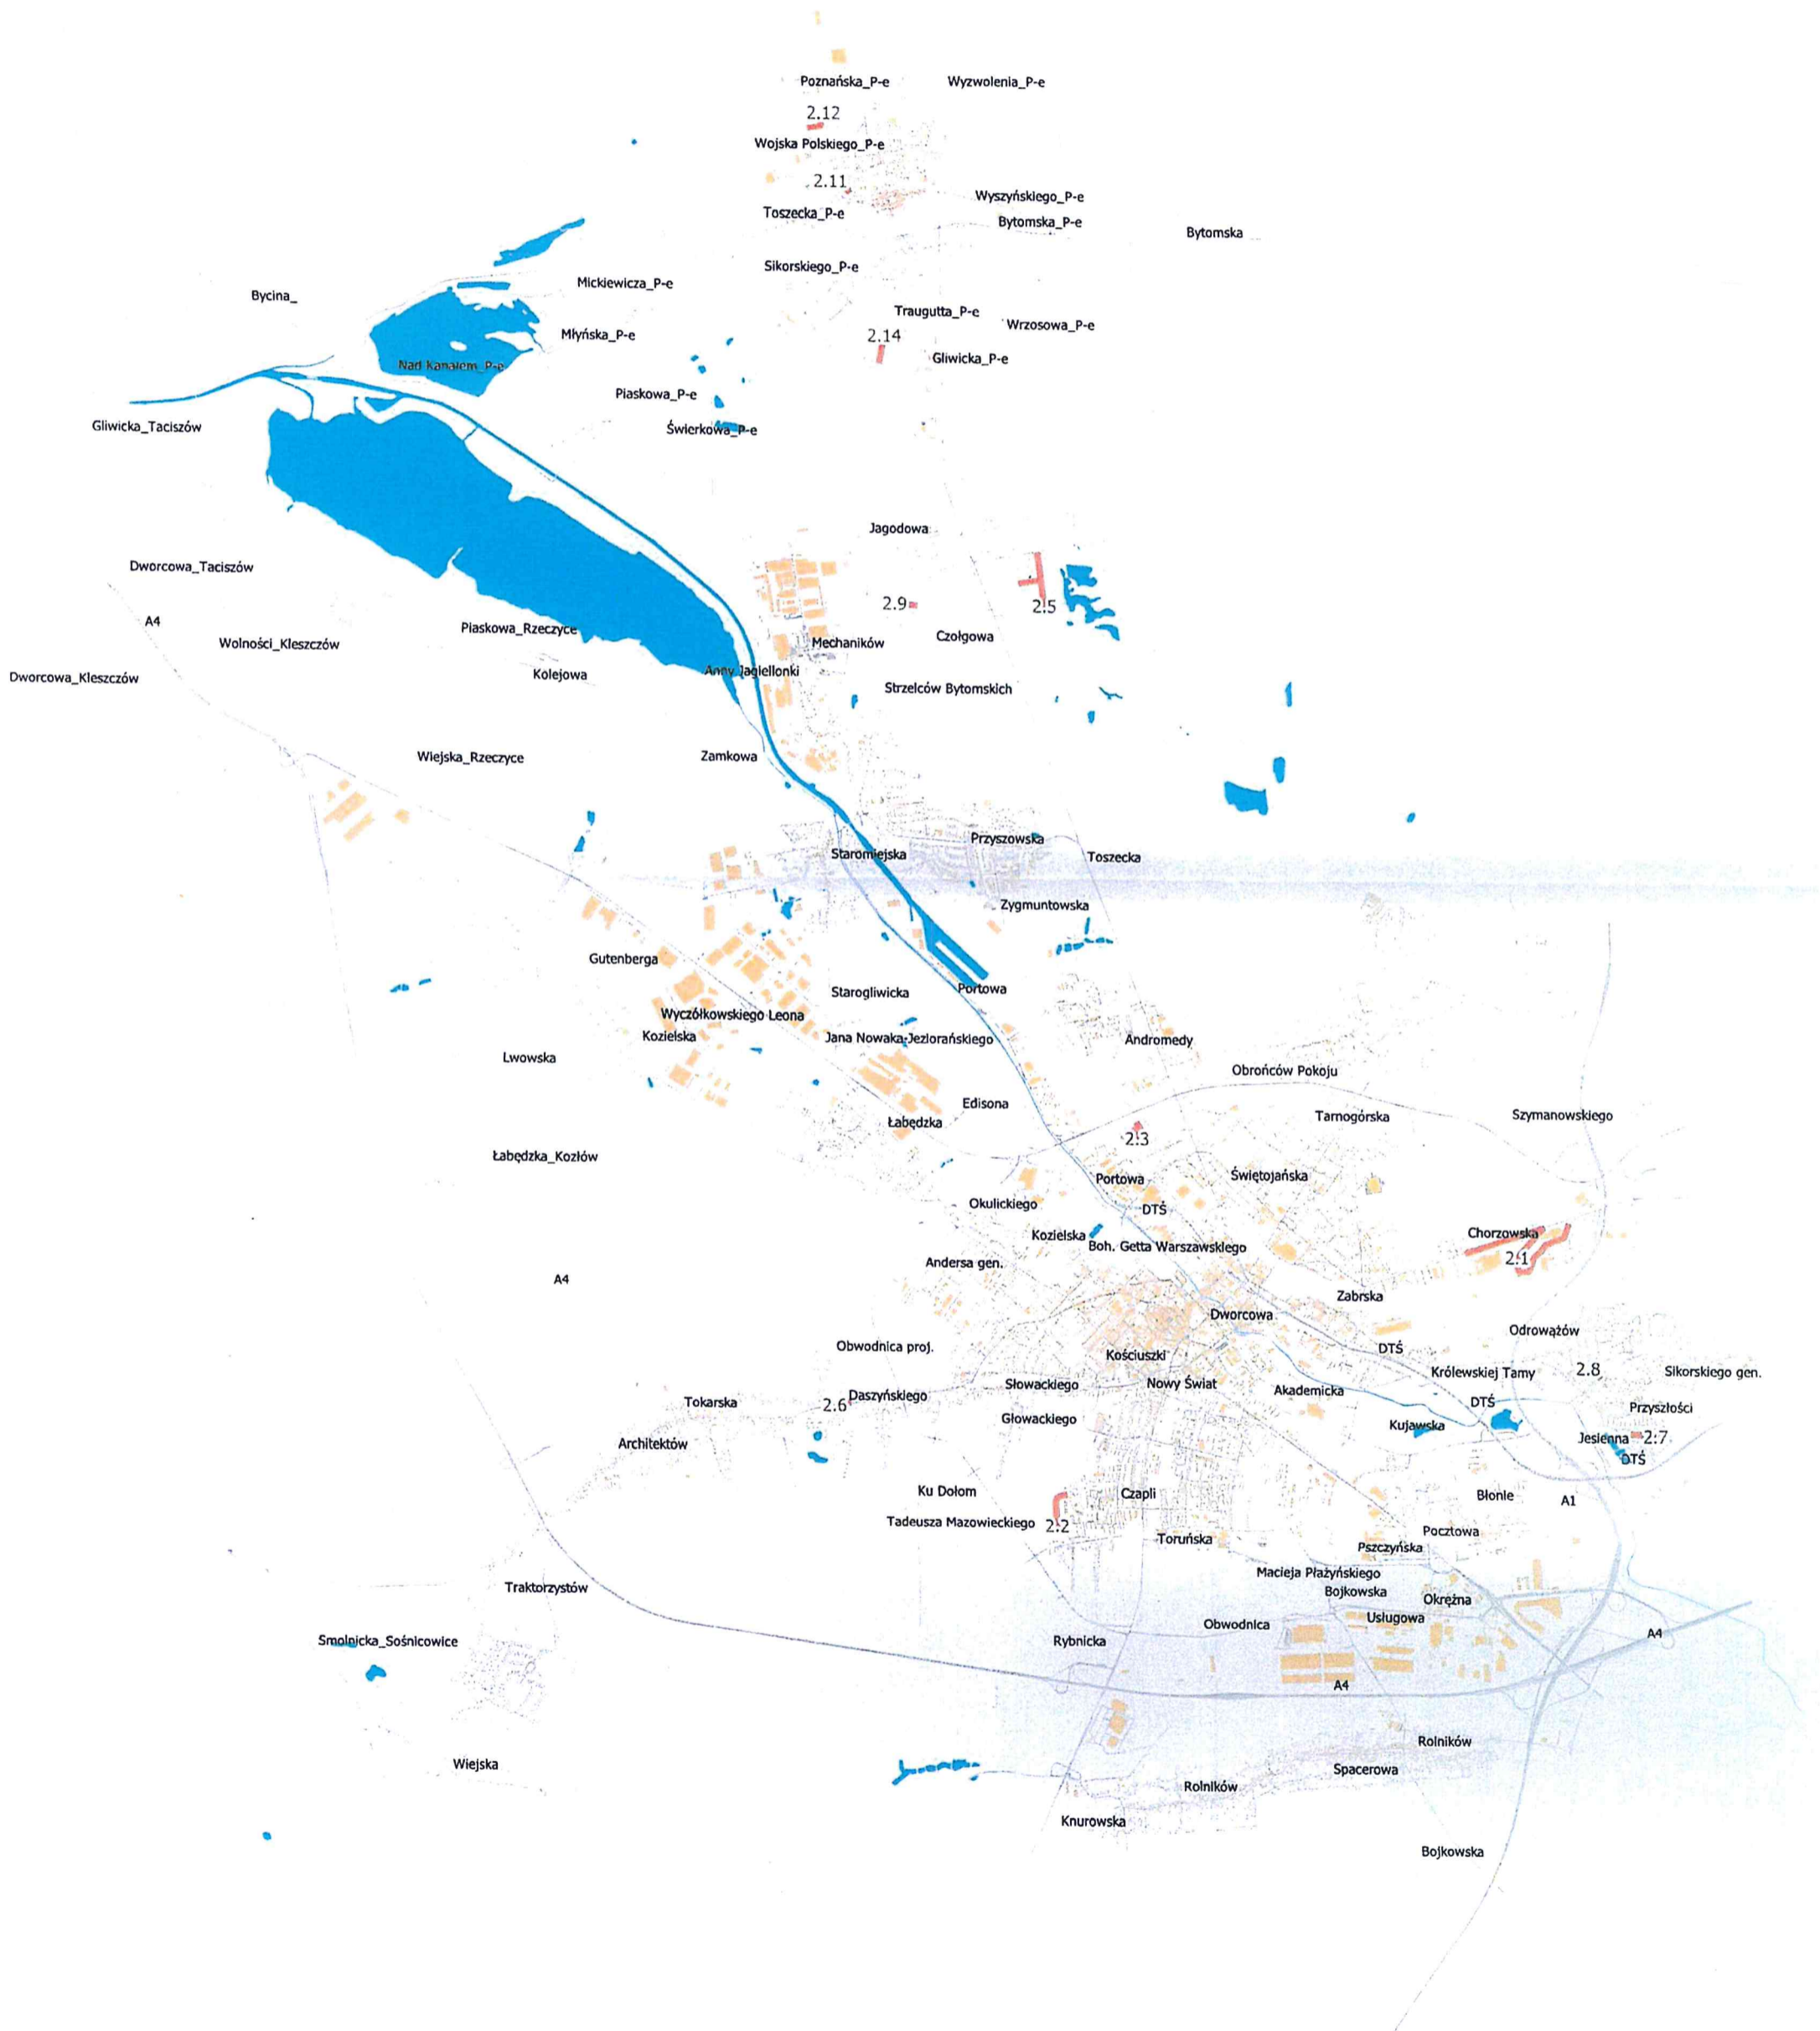 Poznańska_P-e
Wyzwolenia_P-e
2.12
Wojska Polskiego_P-e
2.11
Wyszyńskiego_P-e
Toszecka_P-e
Bytomska_P-e
Bytomska
Sikorskiego_P-e
Mickiewicza_P-e
Bycina_
Traugutta_P-e
Wrzosowa_P-e
Młyńska_P-e
2.14
Gliwicka_P-e
Nad Kanałem_P-e
Piaskowa_P-e
Gliwicka_Taciszów
Świerkowa_P-e
Jagodowa
Dworcowa_Taciszów
2.9
2.5
A4
Piaskowa_Rzeczyce
Czołgowa
Wolności_Kleszczów
Mechaników
Anny Jagiellonki
Kolejowa
Dworcowa_Kleszczów
Strzelców Bytomskich
Wiejska_Rzeczyce
Zamkowa
Przyszowska
Staromiejska
Toszecka
Zygmuntowska
Gutenberga
Starogliwicka
Portowa
Wyczółkowskiego Leona
Kozielska
Jana Nowaka-Jeziorańskiego
Andromedy
Lwowska
Obrońców Pokoju
Edisona
Tarnogórska
Szymanowskiego
Łabędzka
2.3
Łabędzka_Kozłów
Portowa
Świętojańska
Okulickiego
DTŚ
Chorzowska
Kozielska
Boh. Getta Warszawskiego
2.1
Andersa gen.
A4
Zabrska
Dworcowa
Odrowążów
Obwodnica proj.
DTŚ
Kościuszki
2.8
Królewskiej Tamy
Sikorskiego gen.
Słowackiego
Nowy Świat
Akademicka
Daszyńskiego
Tokarska
2.6
DTŚ
Przyszłości
Głowackiego
Kujawska
Jesienna
2.7
Architektów
DTŚ
Ku Dołom
Czapli
Błonie
A1
Tadeusza Mazowieckiego
2.2
Pocztowa
Toruńska
Pszczyńska
Macieja Płażyńskiego
Traktorzystów
Bojkowska
Okrężna
Usługowa
Obwodnica
A4
Smolnicka_Sośnicowice
Rybnicka
A4
Rolników
Wiejska
Spacerowa
Rolników
Knurowska
Bojkowska